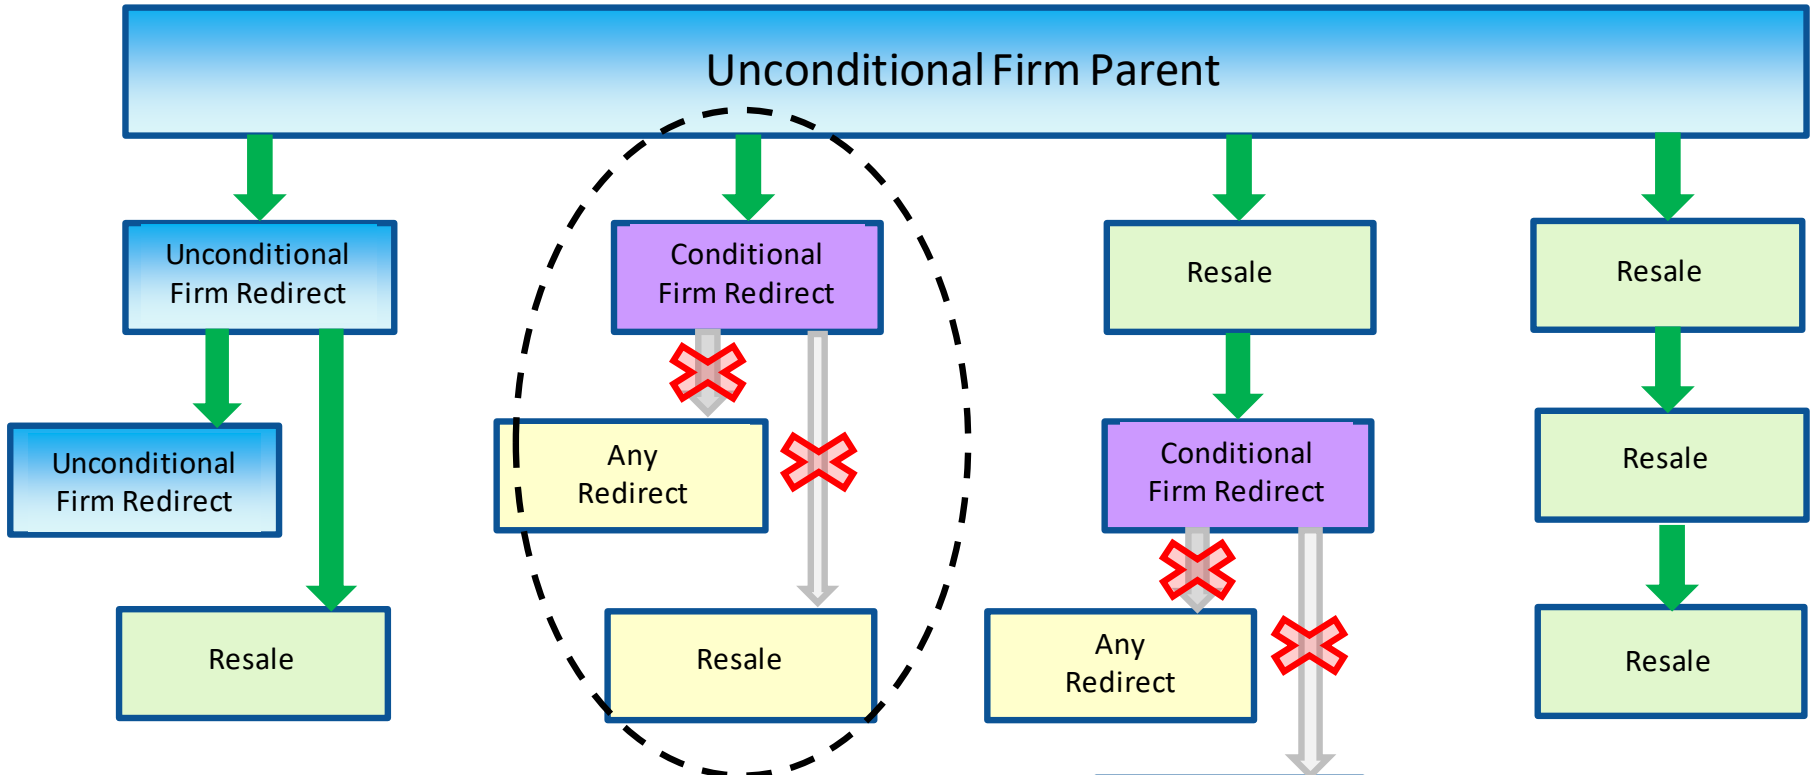 Unconditional Firm Parent
Unconditional
Firm Redirect
Conditional
Firm Redirect
Resale
Resale
Unconditional
Firm Redirect
Any
Redirect
Conditional
Firm Redirect
Resale
Resale
Resale
Any
Redirect
Resale